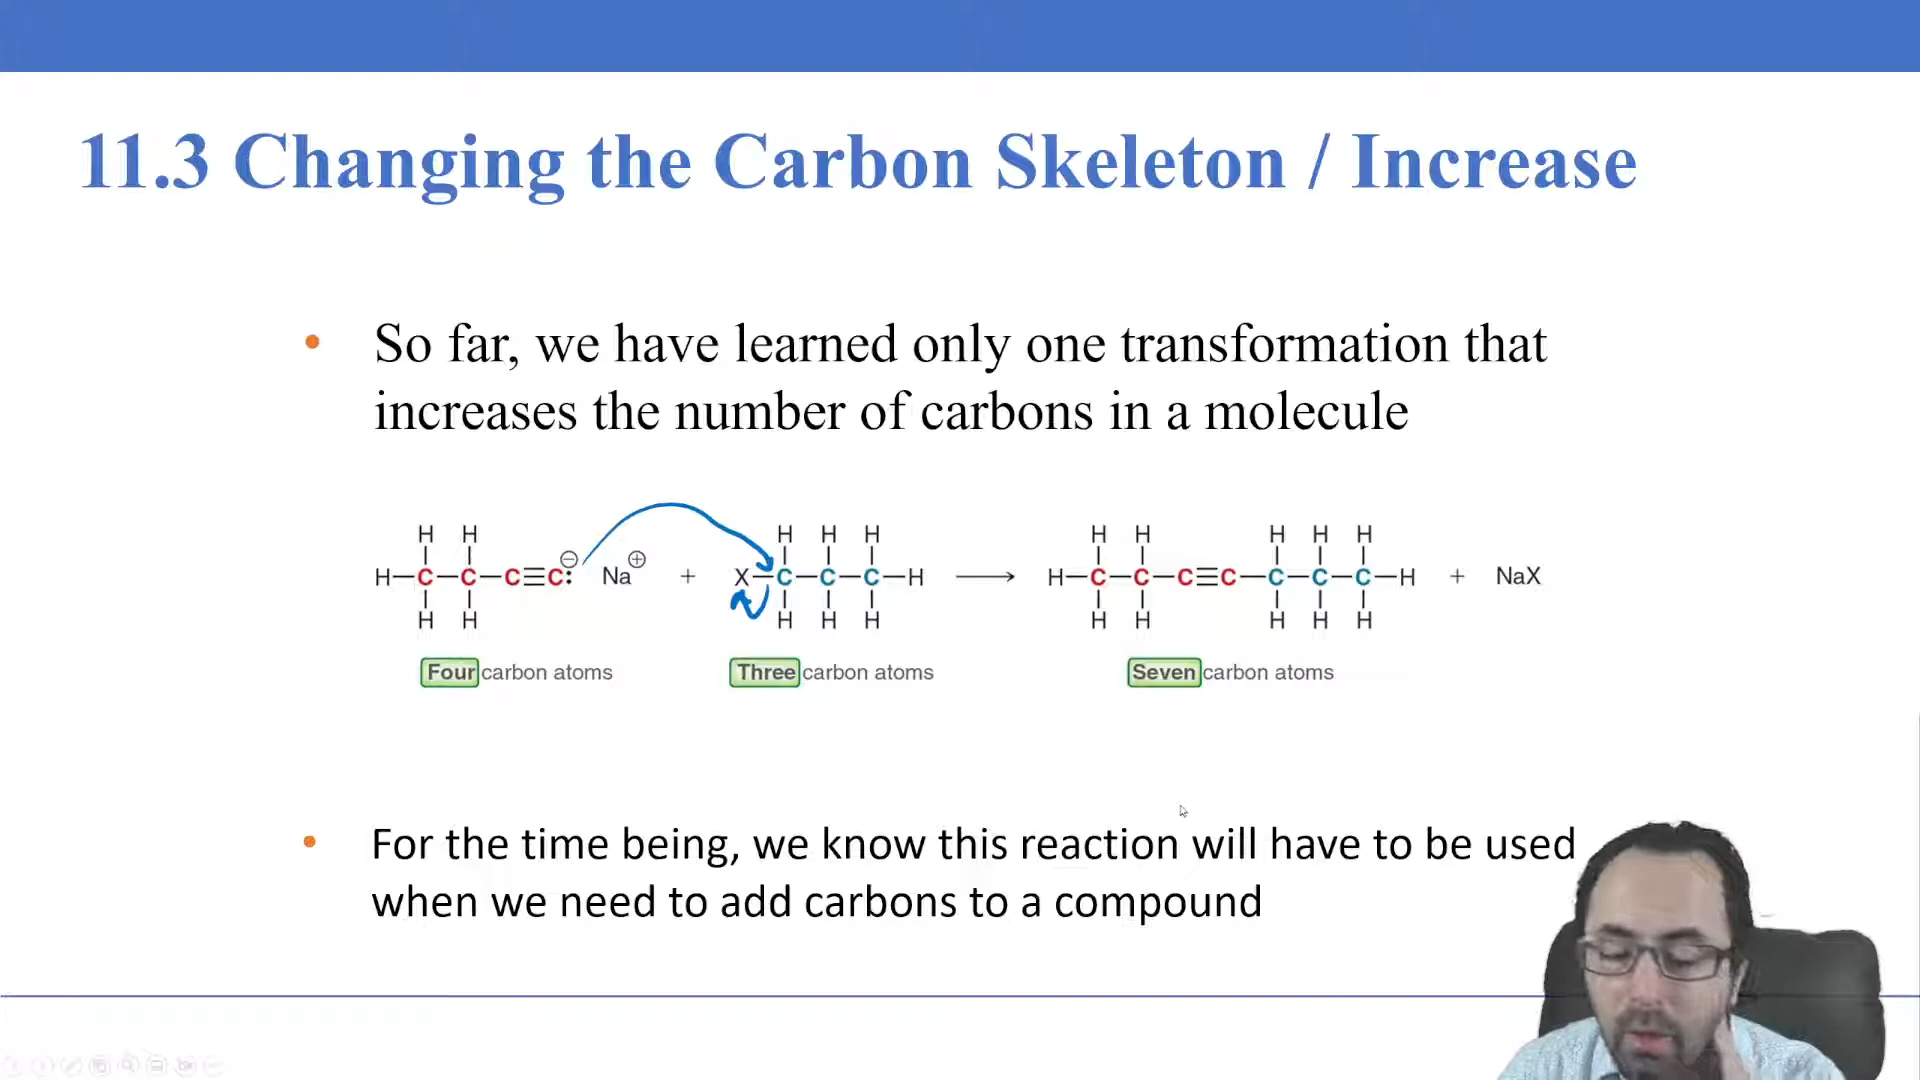 11.3 Changing the Carbon Skeleton / Increase
• So far, we have learned only one transformation that
increases the number of carbons in a molecule
H H
H—C—C—C≡C:⊖ Na⊕ + X—C—C—C—H ⟶ H—C—C—C≡C—C—C—C—H + NaX
H H
H H H
H H H
H H
H H H
H H
H H H
Four carbon atoms
Three carbon atoms
Seven carbon atoms
• For the time being, we know this reaction will have to be used
when we need to add carbons to a compound